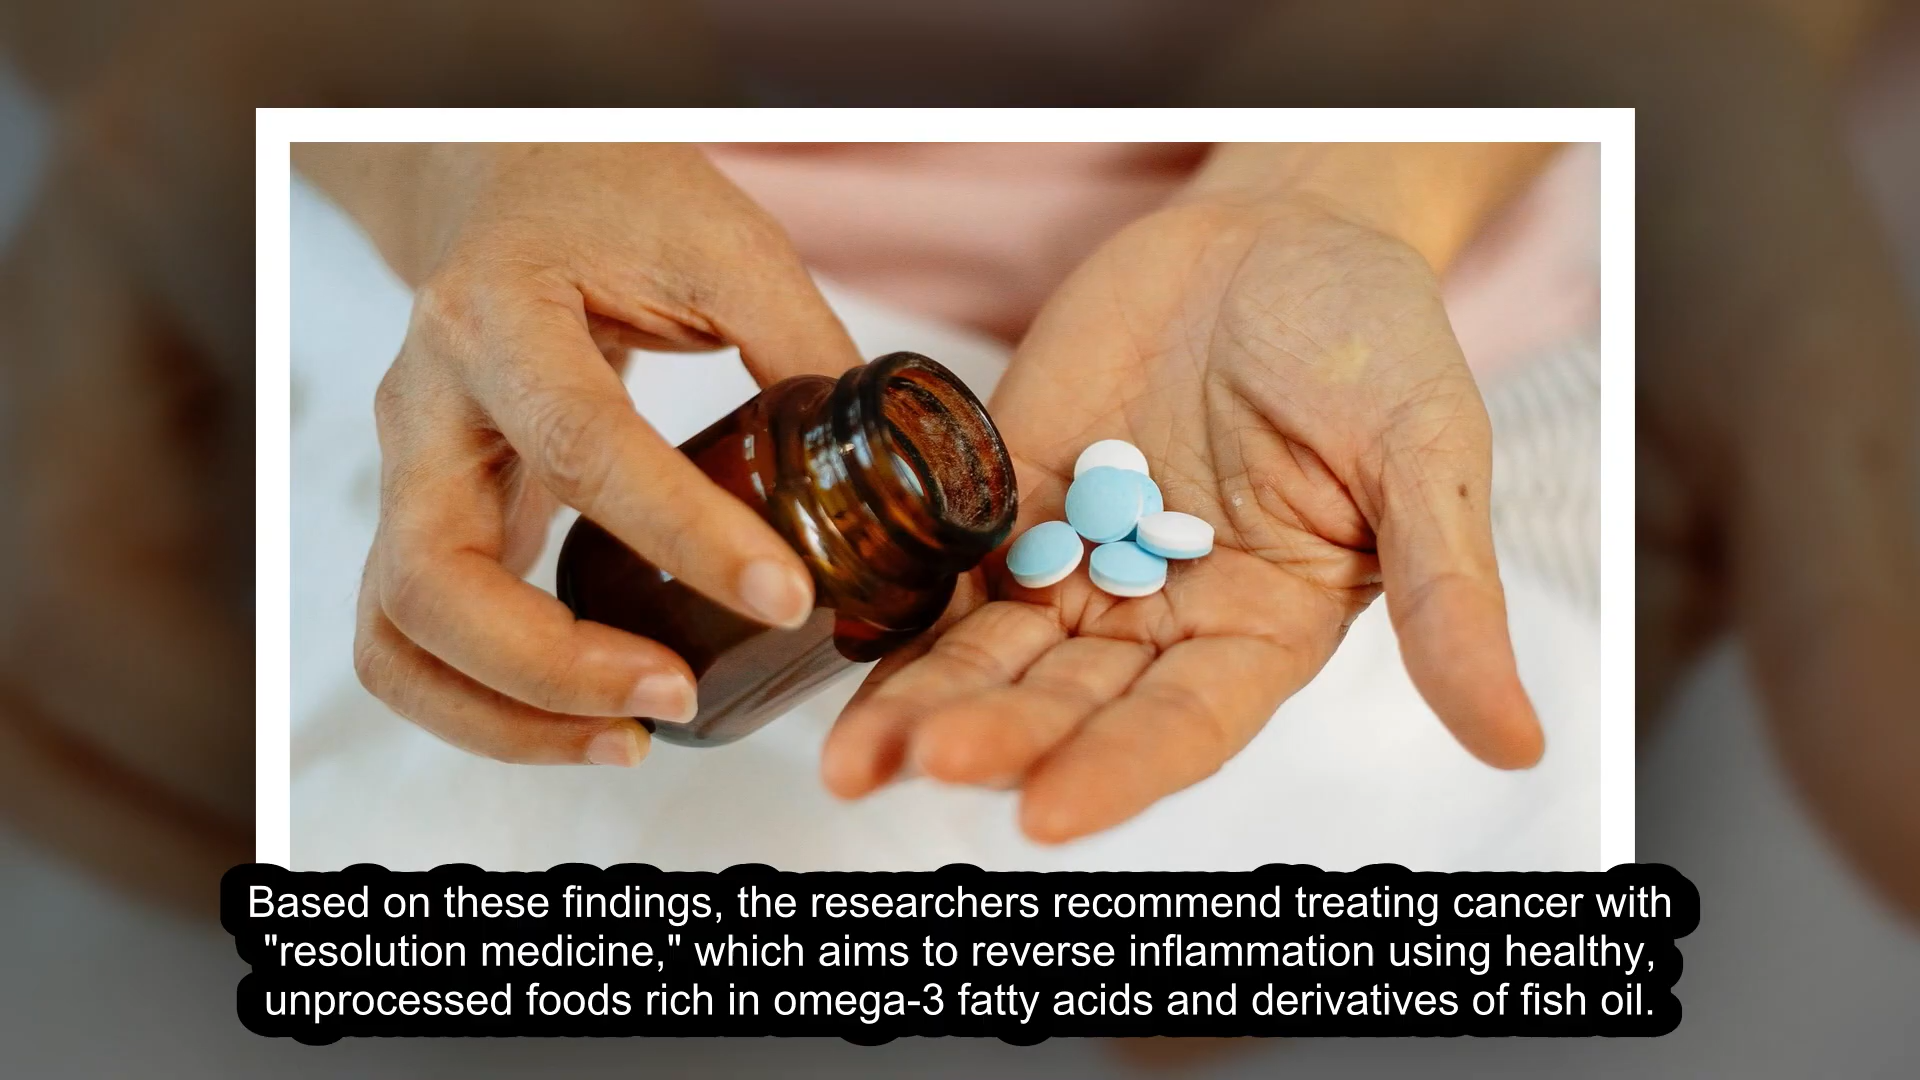 Based on these findings, the researchers recommend treating cancer with
"resolution medicine," which aims to reverse inflammation using healthy,
unprocessed foods rich in omega-3 fatty acids and derivatives of fish oil.